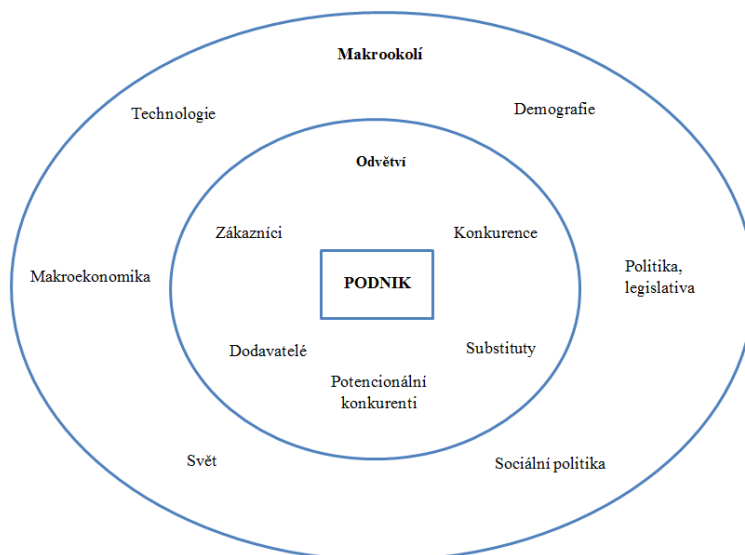 Makrookolí
Technologie
Demografie
Odvětví
Zákazníci
Konkurence
Makroekonomika
PODNIK
Politika,
legislativa
Dodavatelé
Substituty
Potencionální
konkurenti
Svět
Sociální politika